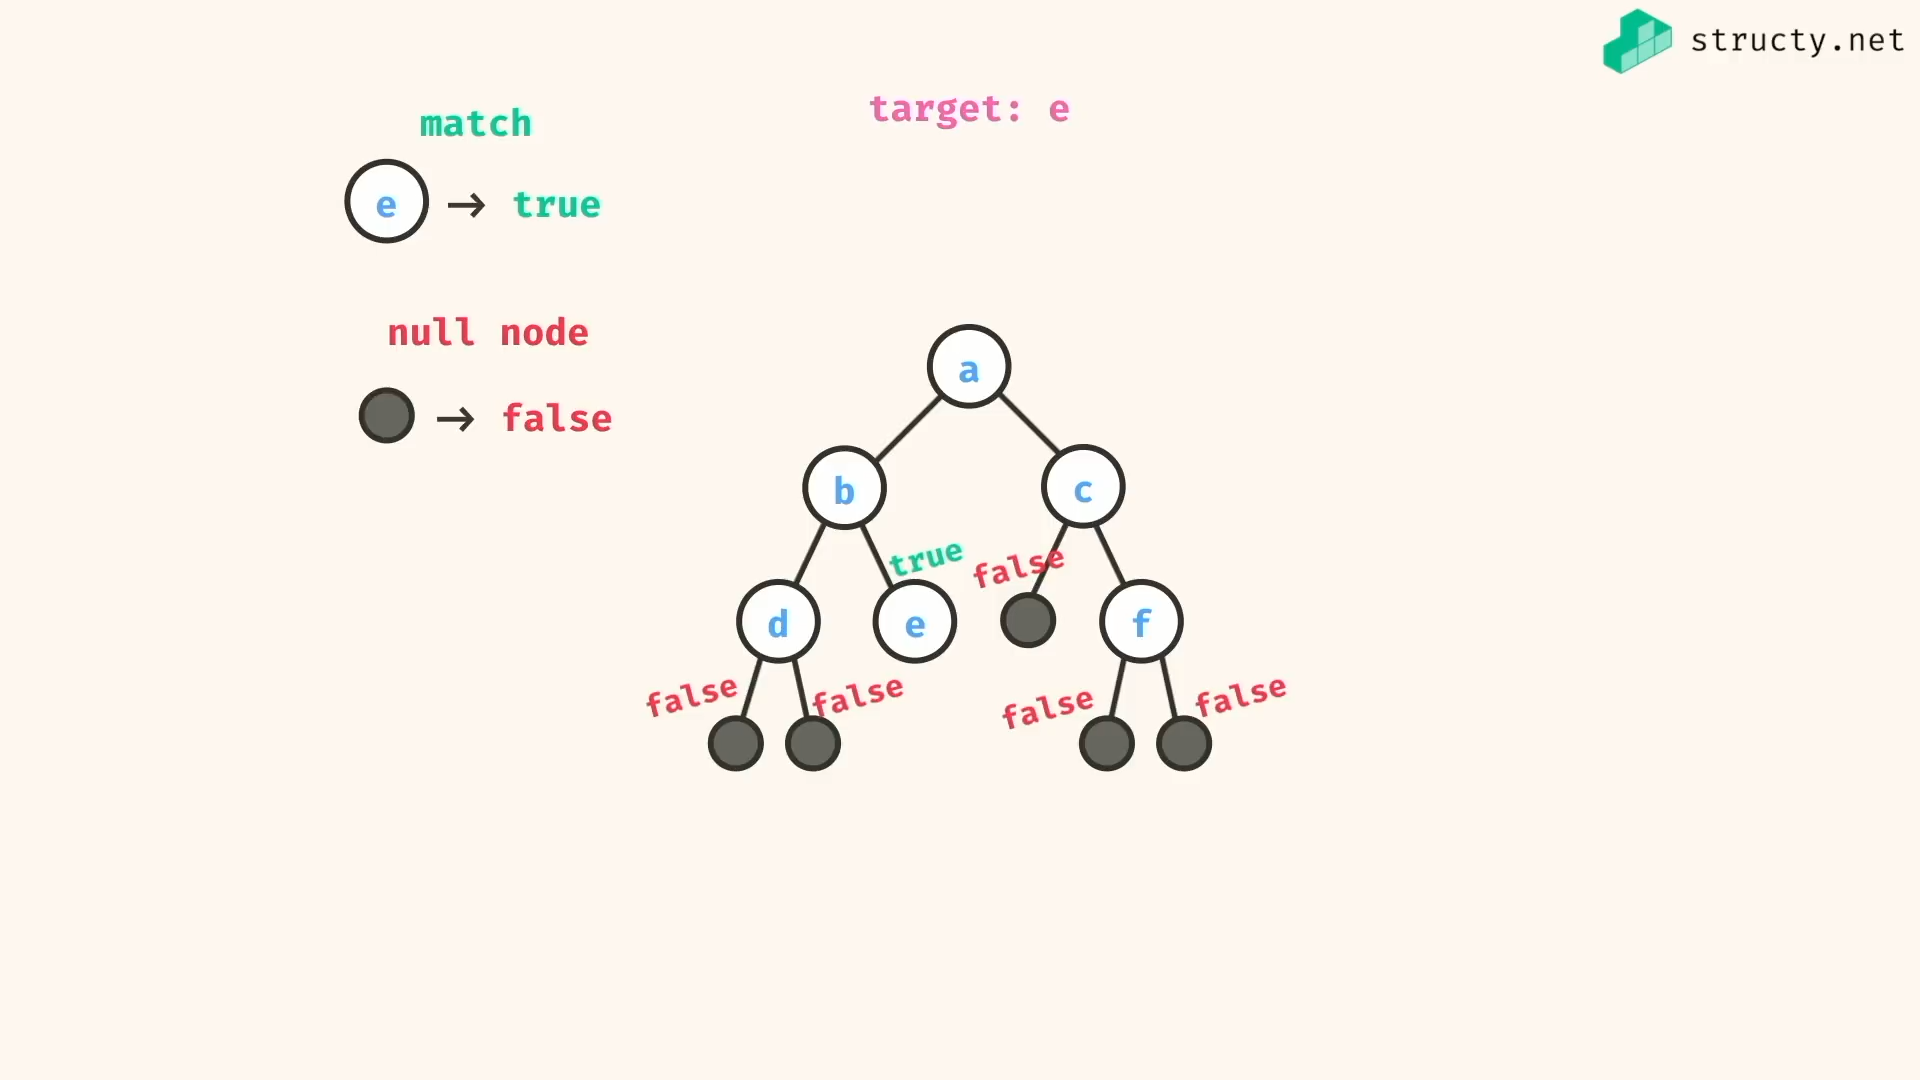 structy.net
target: e
match
e → true
null node
→ false
a
b
c
true
false
d
e
f
false
false
false
false